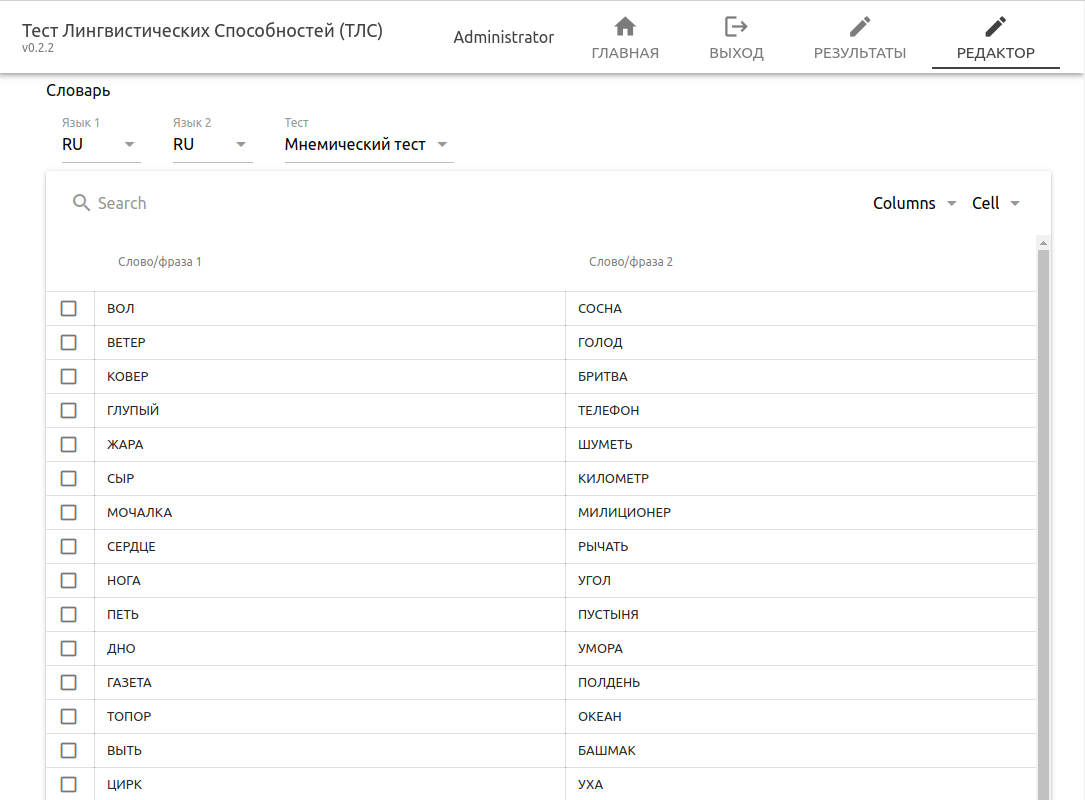 Тест Лингвистических Способностей (ТЛС)
v0.2.2
Administrator
ГЛАВНАЯ
ВЫХОД
РЕЗУЛЬТАТЫ
РЕДАКТОР
Словарь
Язык 1
Язык 2
Тест
RU
RU
Мнемический тест
Search
Columns
Cell
Слово/фраза 1
Слово/фраза 2
ВОЛ СОСНА
ВЕТЕР ГОЛОД
КОВЕР БРИТВА
ГЛУПЫЙ ТЕЛЕФОН
ЖАРА ШУМЕТЬ
СЫР КИЛОМЕТР
МОЧАЛКА МИЛИЦИОНЕР
СЕРДЦЕ РЫЧАТЬ
НОГА УГОЛ
ПЕТЬ ПУСТЫНЯ
ДНО УМОРА
ГАЗЕТА ПОЛДЕНЬ
ТОПОР ОКЕАН
ВЫТЬ БАШМАК
ЦИРК УХА